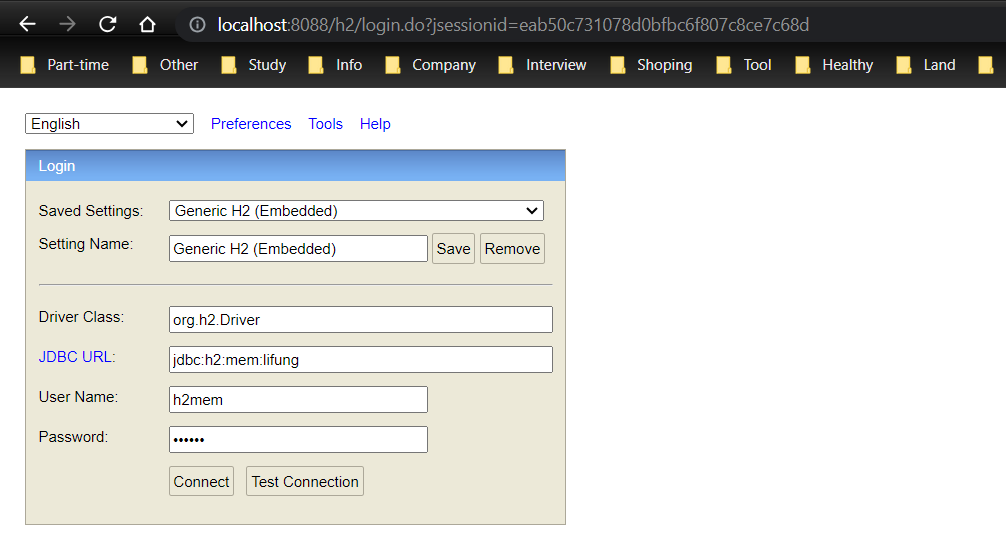 localhost:8088/h2/login.do?jsessionid=eab50c731078d0bfbc6f807c8ce7c68d
Part-time Other Study Info Company Interview Shoping Tool Healthy Land
English Preferences Tools Help
Login
Saved Settings: Generic H2 (Embedded)
Setting Name: Generic H2 (Embedded) Save Remove
Driver Class: org.h2.Driver
JDBC URL: jdbc:h2:mem:lifung
User Name: h2mem
Password: ••••••
Connect Test Connection